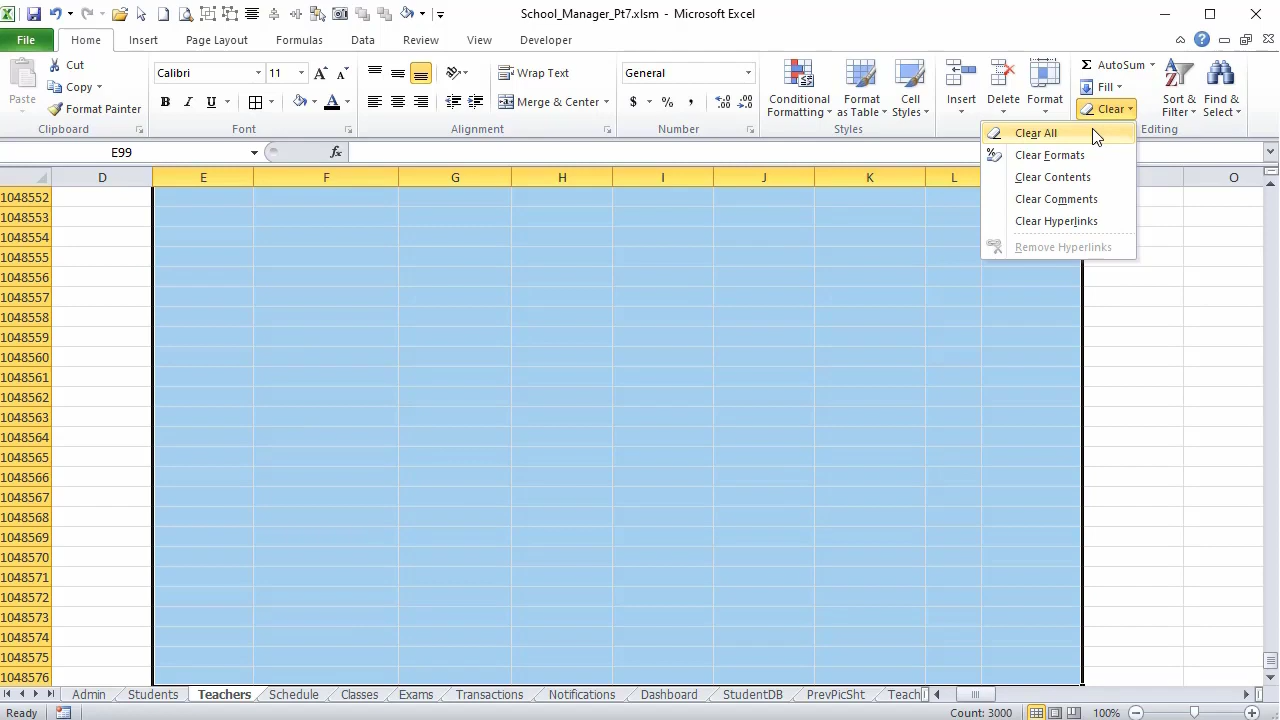 School_Manager_Pt7.xlsm - Microsoft Excel
File Home Insert Page Layout Formulas Data Review View Developer
Paste
Cut
Copy
Format Painter
Clipboard
Calibri 11
B I U A
Font
Wrap Text
Merge & Center
Alignment
General
$ % ,
Number
Conditional Formatting
Format as Table
Cell Styles
Styles
Insert
Delete
Format
AutoSum
Fill
Clear
Sort & Filter
Find & Select
Editing
Clear All
Clear Formats
Clear Contents
Clear Comments
Clear Hyperlinks
Remove Hyperlinks
E99 fx
D E F G H I J K L O
1048552
1048553
1048554
1048555
1048556
1048557
1048558
1048559
1048560
1048561
1048562
1048563
1048564
1048565
1048566
1048567
1048568
1048569
1048570
1048571
1048572
1048573
1048574
1048575
1048576
Admin Students Teachers Schedule Classes Exams Transactions Notifications Dashboard StudentDB PrevPicSht Teach
Ready Count: 3000 100%